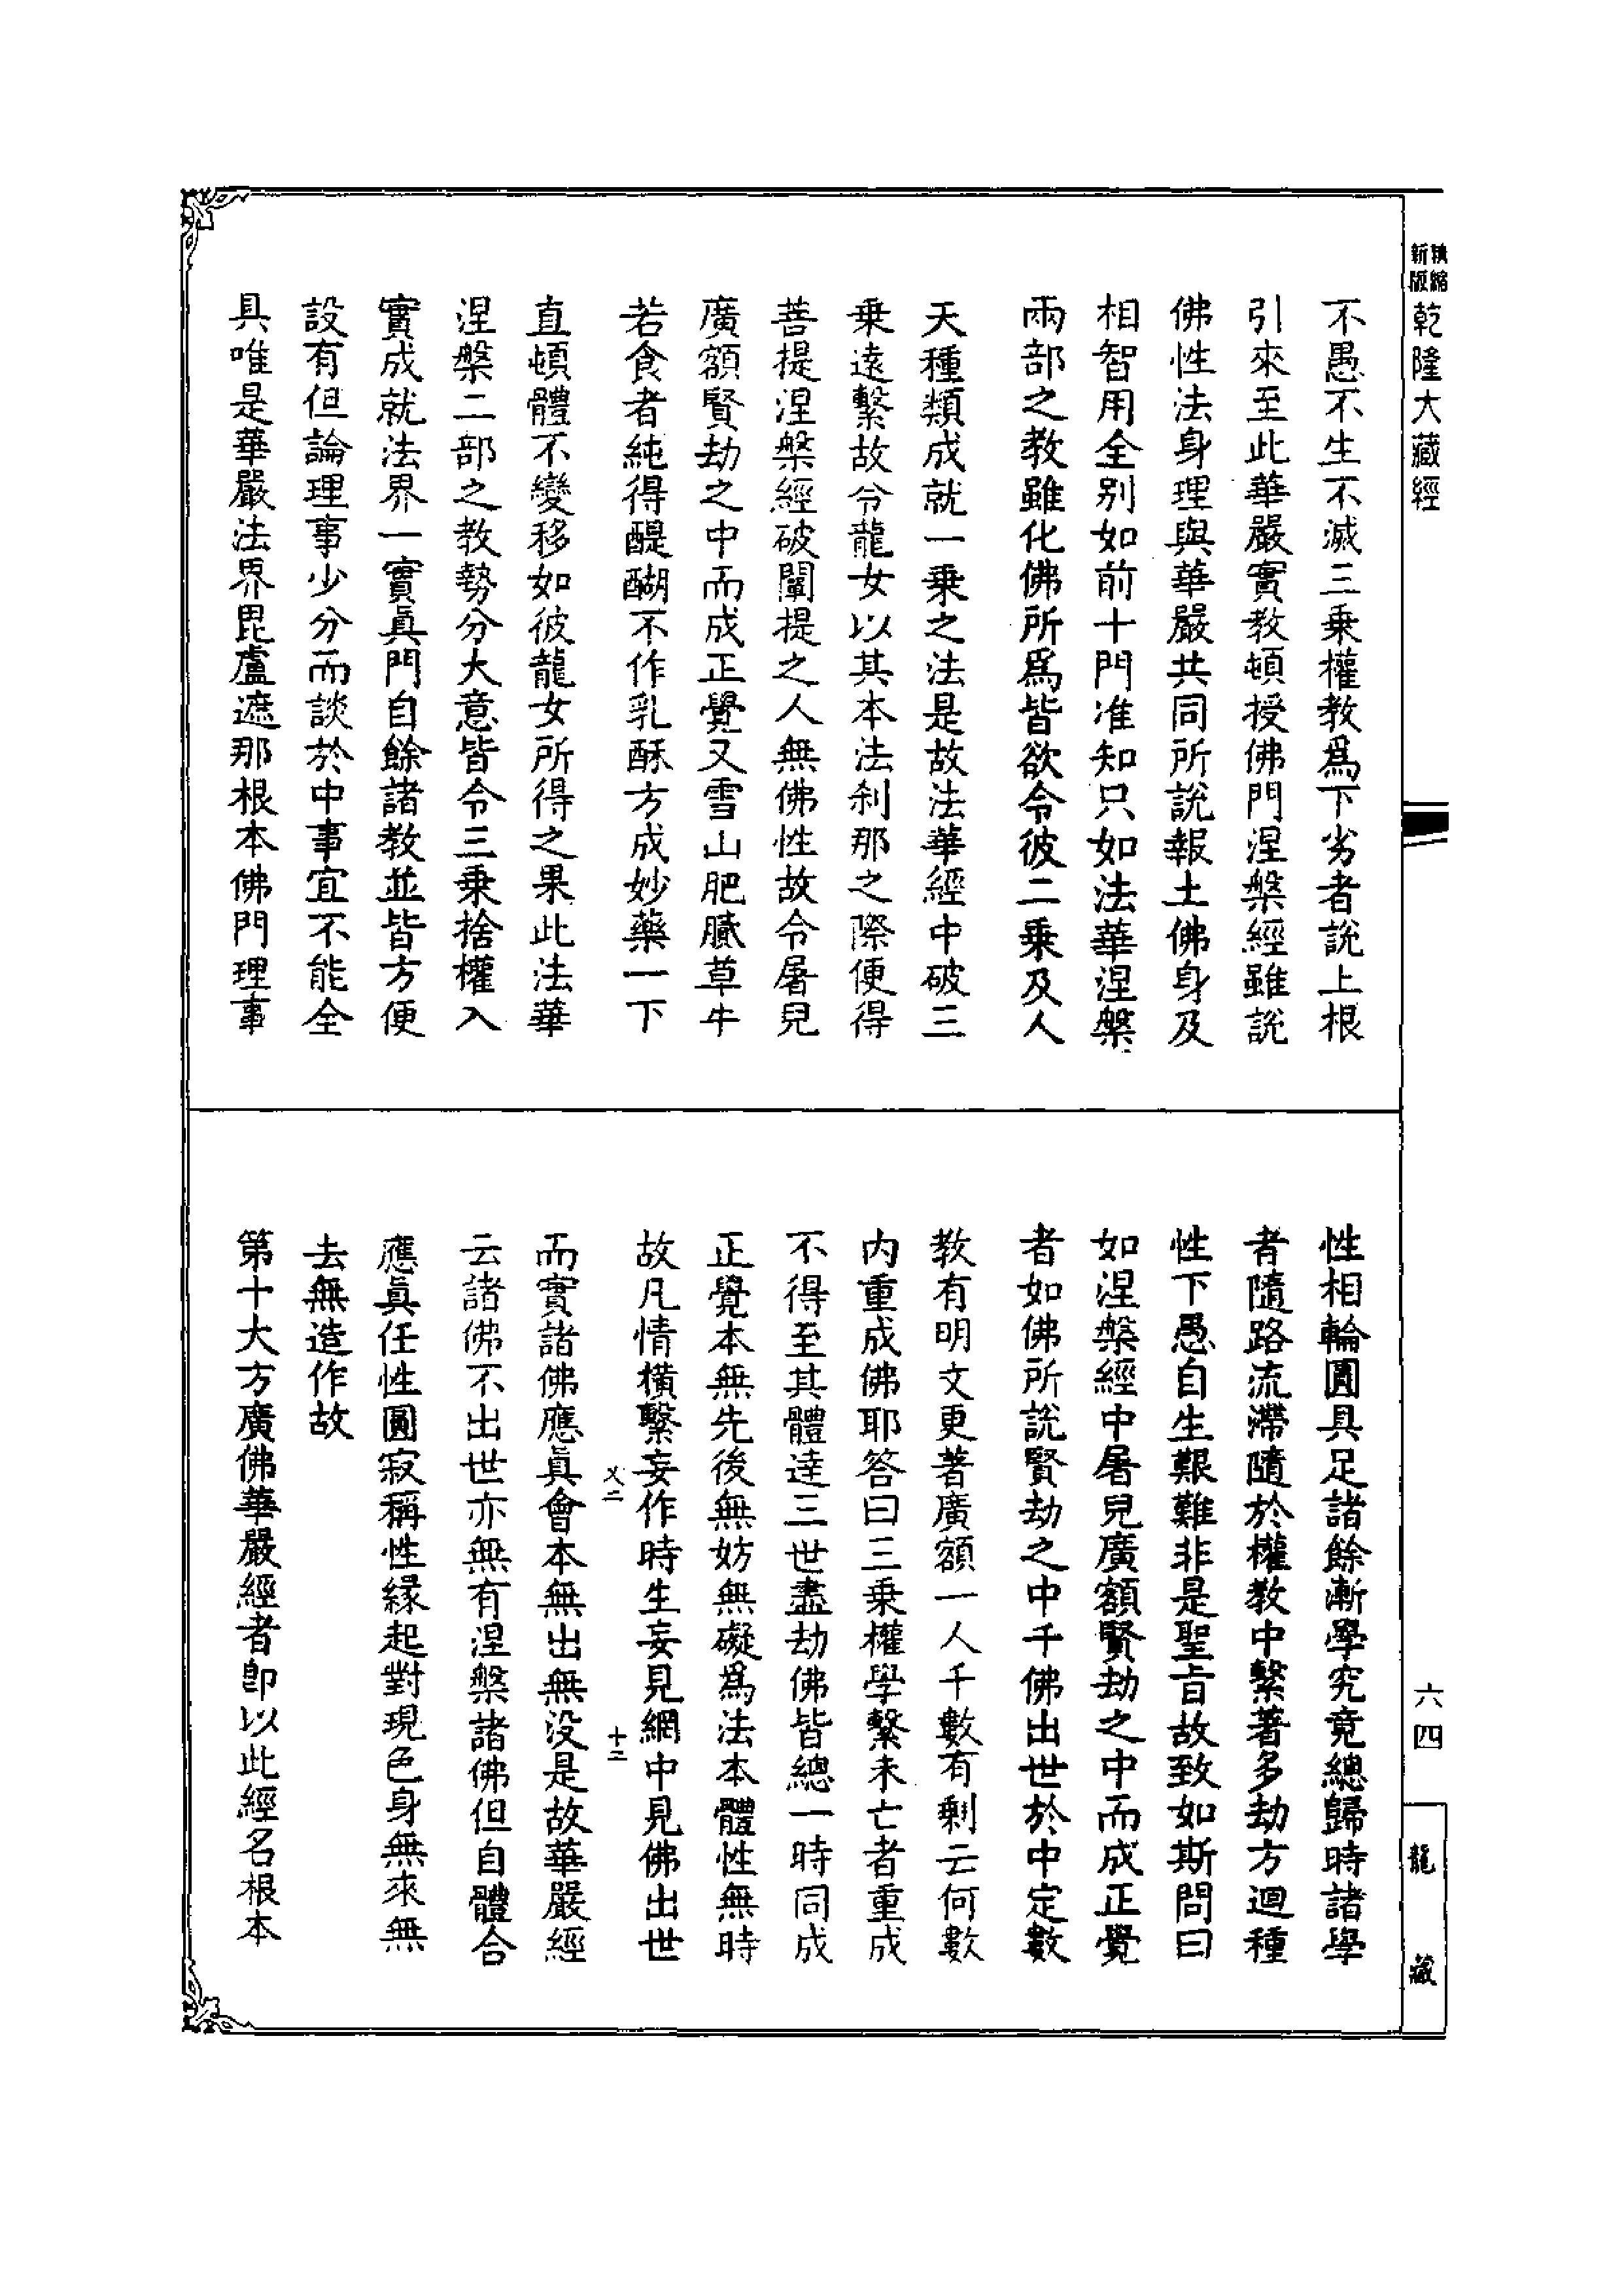 精縮
新版
乾隆大藏經
六四
龍藏
不愚不生不滅三乗權教爲下劣者說上根
引來至此華嚴實教頓授佛門涅槃經雖說
佛性法身理與華嚴共同所說報土佛身及
相智用全别如前十門准知只如法華涅槃
兩部之教雖化佛所爲皆欲令彼二乗及人
天種類成就一乗之法是故法華經中破三
乗遠繫故令龍女以其本法刹那之際便得
菩提涅槃經破闡提之人無佛性故令屠兒
廣額賢劫之中而成正覺又雪山肥膩草牛
若食者純得醍醐不作乳酥方成妙藥一下
直頓體不變移如彼龍女所得之果此法華
涅槃二部之教勢分大意皆令三乗捨權入
實成就法界一實眞門自餘諸教並皆方便
設有但論理事少分而談於中事宜不能全
具唯是華嚴法界毘盧遮那根本佛門理事
性相輪圓具足諸餘漸學究竟總歸時諸學
者隨路流滯隨於權教中繫著多劫方迴種
性下愚自生艱難非是聖旨故致如斯問曰
如涅槃經中屠兒廣額賢劫之中而成正覺
者如佛所說賢劫之中千佛出世於中定數
教有明文更著廣額一人千數有剩云何數
内重成佛耶答曰三乗權學繫未亡者重成
不得至其體達三世盡劫佛皆總一時同成
正覺本無先後無妨無礙爲法本體性無時
故凡情橫繫妄作時生妄見網中見佛出世
乂二
十二
而實諸佛應眞會本無出無没是故華嚴經
云諸佛不出世亦無有涅槃諸佛但自體合
應眞任性圓寂稱性緣起對現色身無來無
去無造作故
第十大方廣佛華嚴經者卽以此經名根本